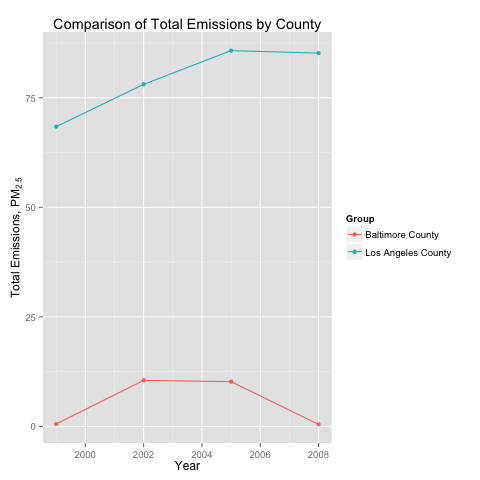 Comparison of Total Emissions by County
75
50
25
0
Total Emissions, PM2.5
2000 2002 2004 2006 2008
Year
Group
Baltimore County
Los Angeles County